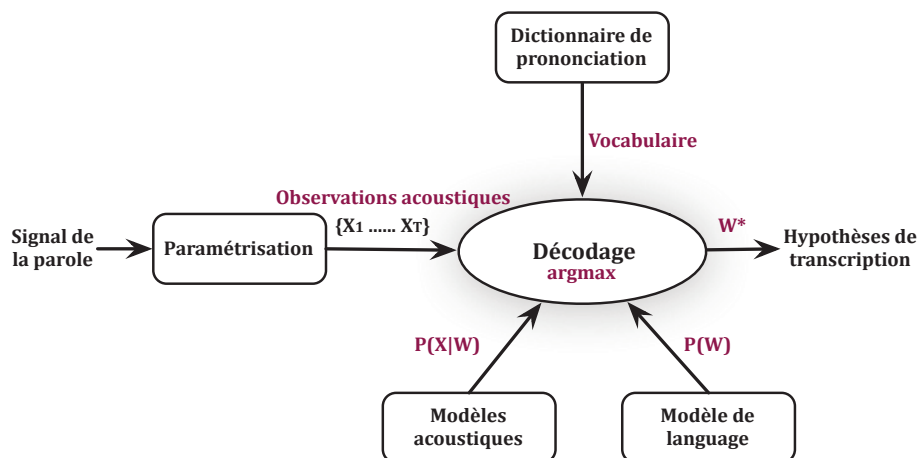 Dictionnaire de
prononciation
Vocabulaire
Observations acoustiques
{X1 ...... XT}
Signal de
la parole
Paramétrisation
Décodage
argmax
W*
Hypothèses de
transcription
P(X|W)
P(W)
Modèles
acoustiques
Modèle de
language